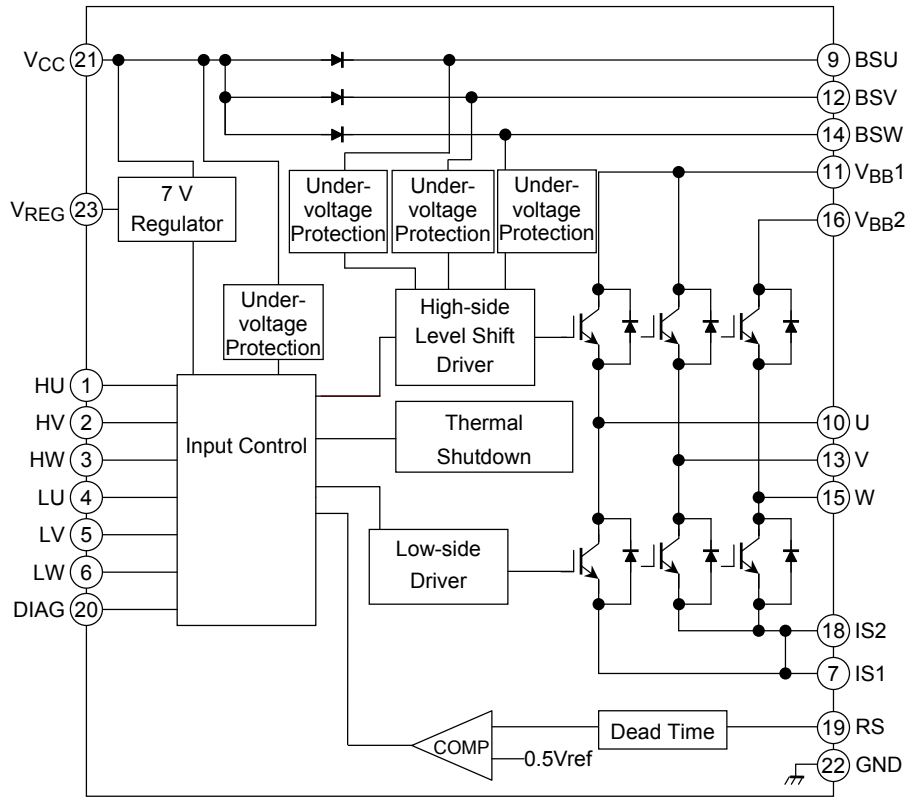 VCC 21
9 BSU
12 BSV
14 BSW
11 VBB1
16 VBB2
VREG 23
7 V
Regulator
Under-
voltage
Protection
Under-
voltage
Protection
Under-
voltage
Protection
Under-
voltage
Protection
High-side
Level Shift
Driver
HU 1
HV 2
HW 3
LU 4
LV 5
LW 6
DIAG 20
Input Control
Thermal
Shutdown
Low-side
Driver
10 U
13 V
15 W
18 IS2
7 IS1
19 RS
22 GND
COMP
0.5Vref
Dead Time